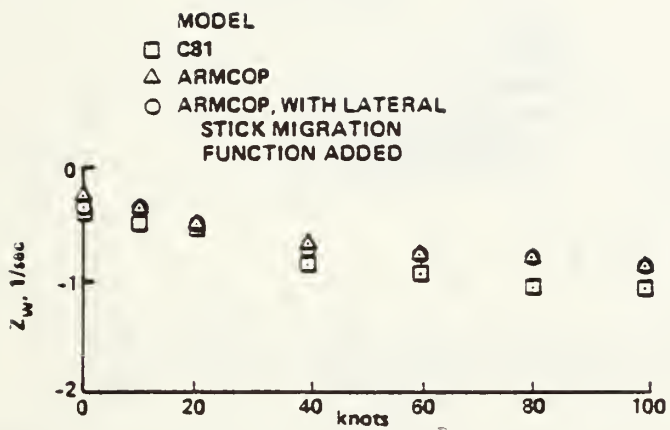 MODEL
C81
ARMCOP
ARMCOP, WITH LATERAL
STICK MIGRATION
FUNCTION ADDED
0
-1
-2
Zw, 1/sec
0 20 40 60 80 100
knots